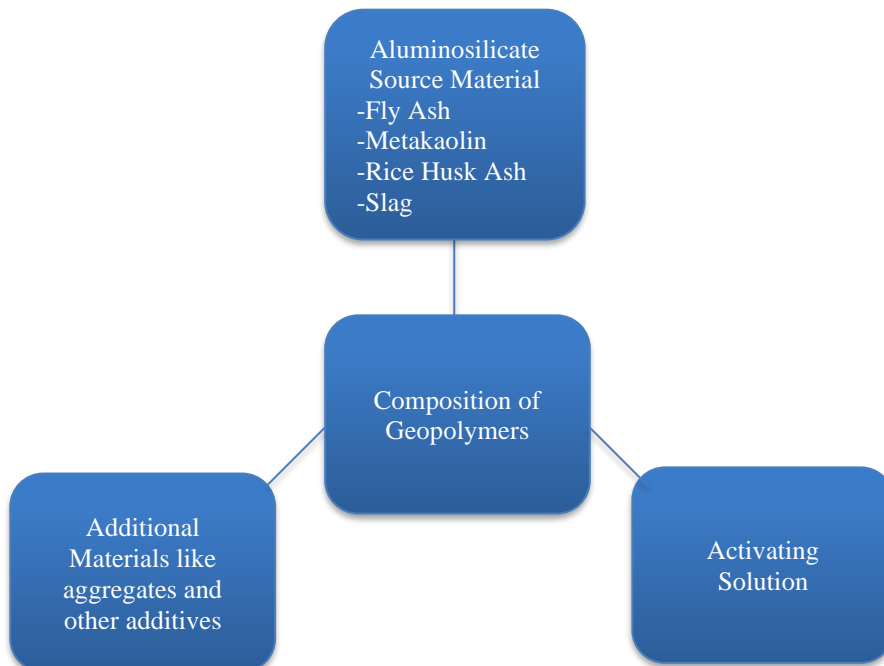 Aluminosilicate
Source Material
-Fly Ash
-Metakaolin
-Rice Husk Ash
-Slag
Composition of
Geopolymers
Additional
Materials like
aggregates and
other additives
Activating
Solution